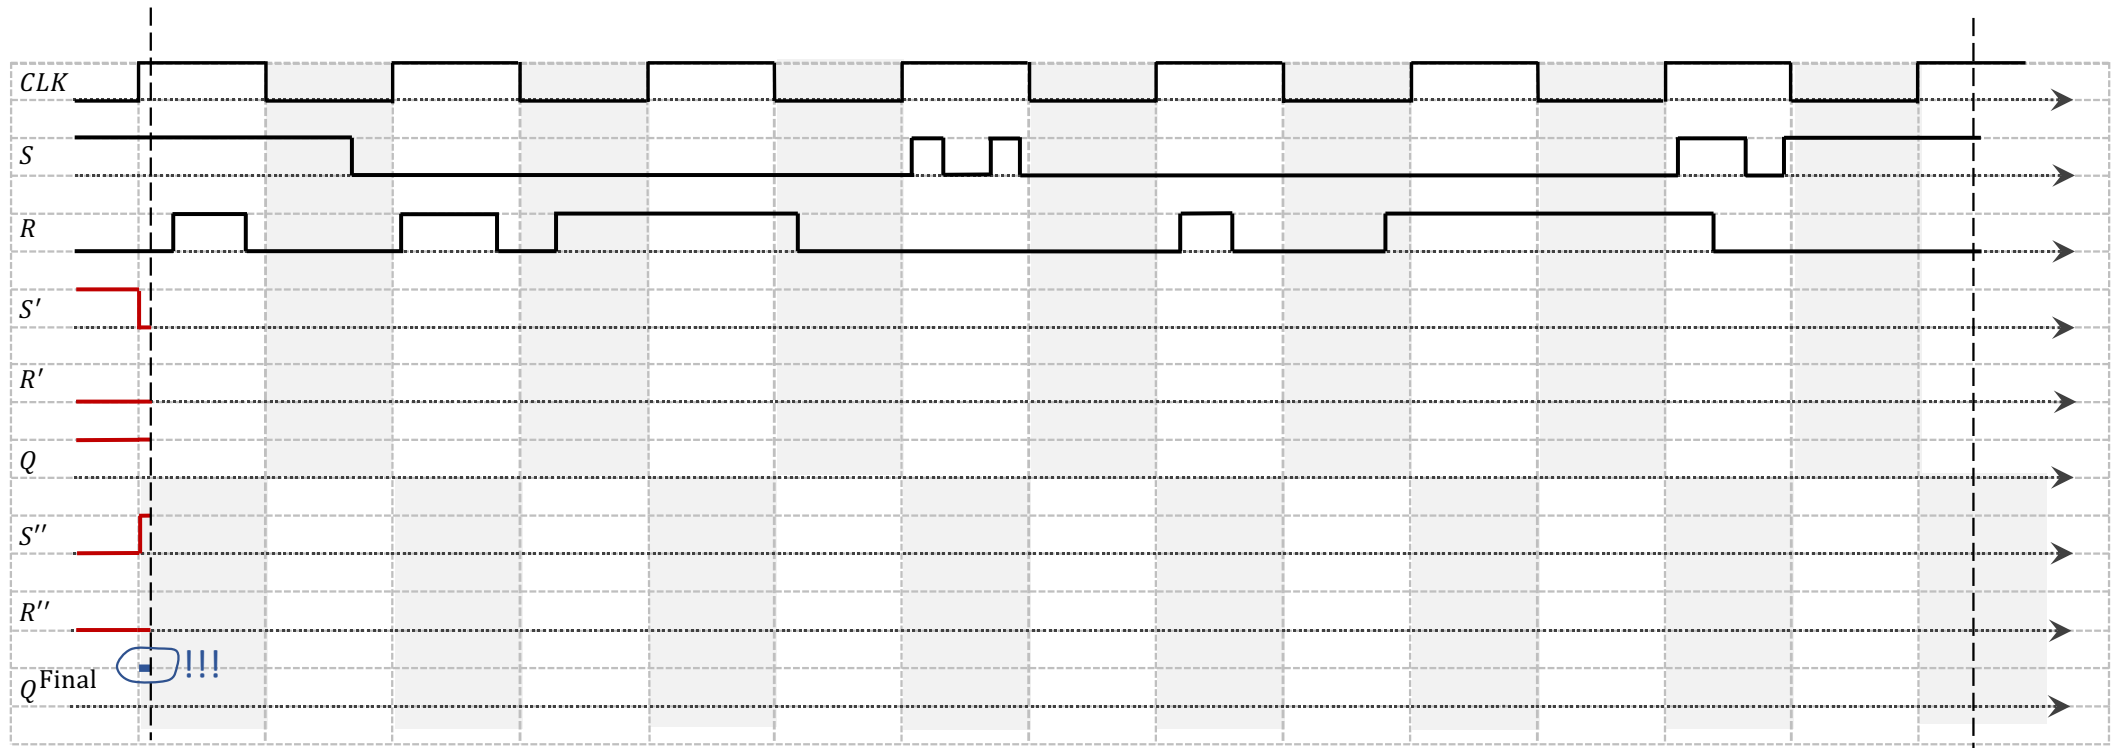 CLK
S
R
S′
R′
Q
S′′
R′′
Q^Final !!!